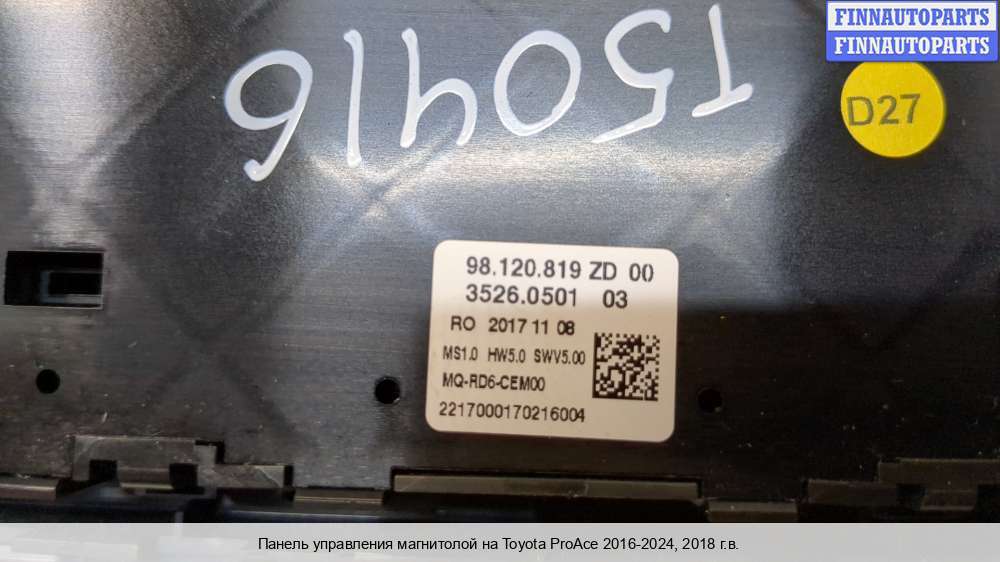 FINNAUTOPARTS
FINNAUTOPARTS
T50416
D27
98.120.819 ZD 00
3526.0501 03
RO 2017 11 08
MS1.0 HW5.0 SWV5.00
MQ-RD6-CEM00
2217000170216004
Панель управления магнитолой на Toyota ProAce 2016-2024, 2018 г.в.